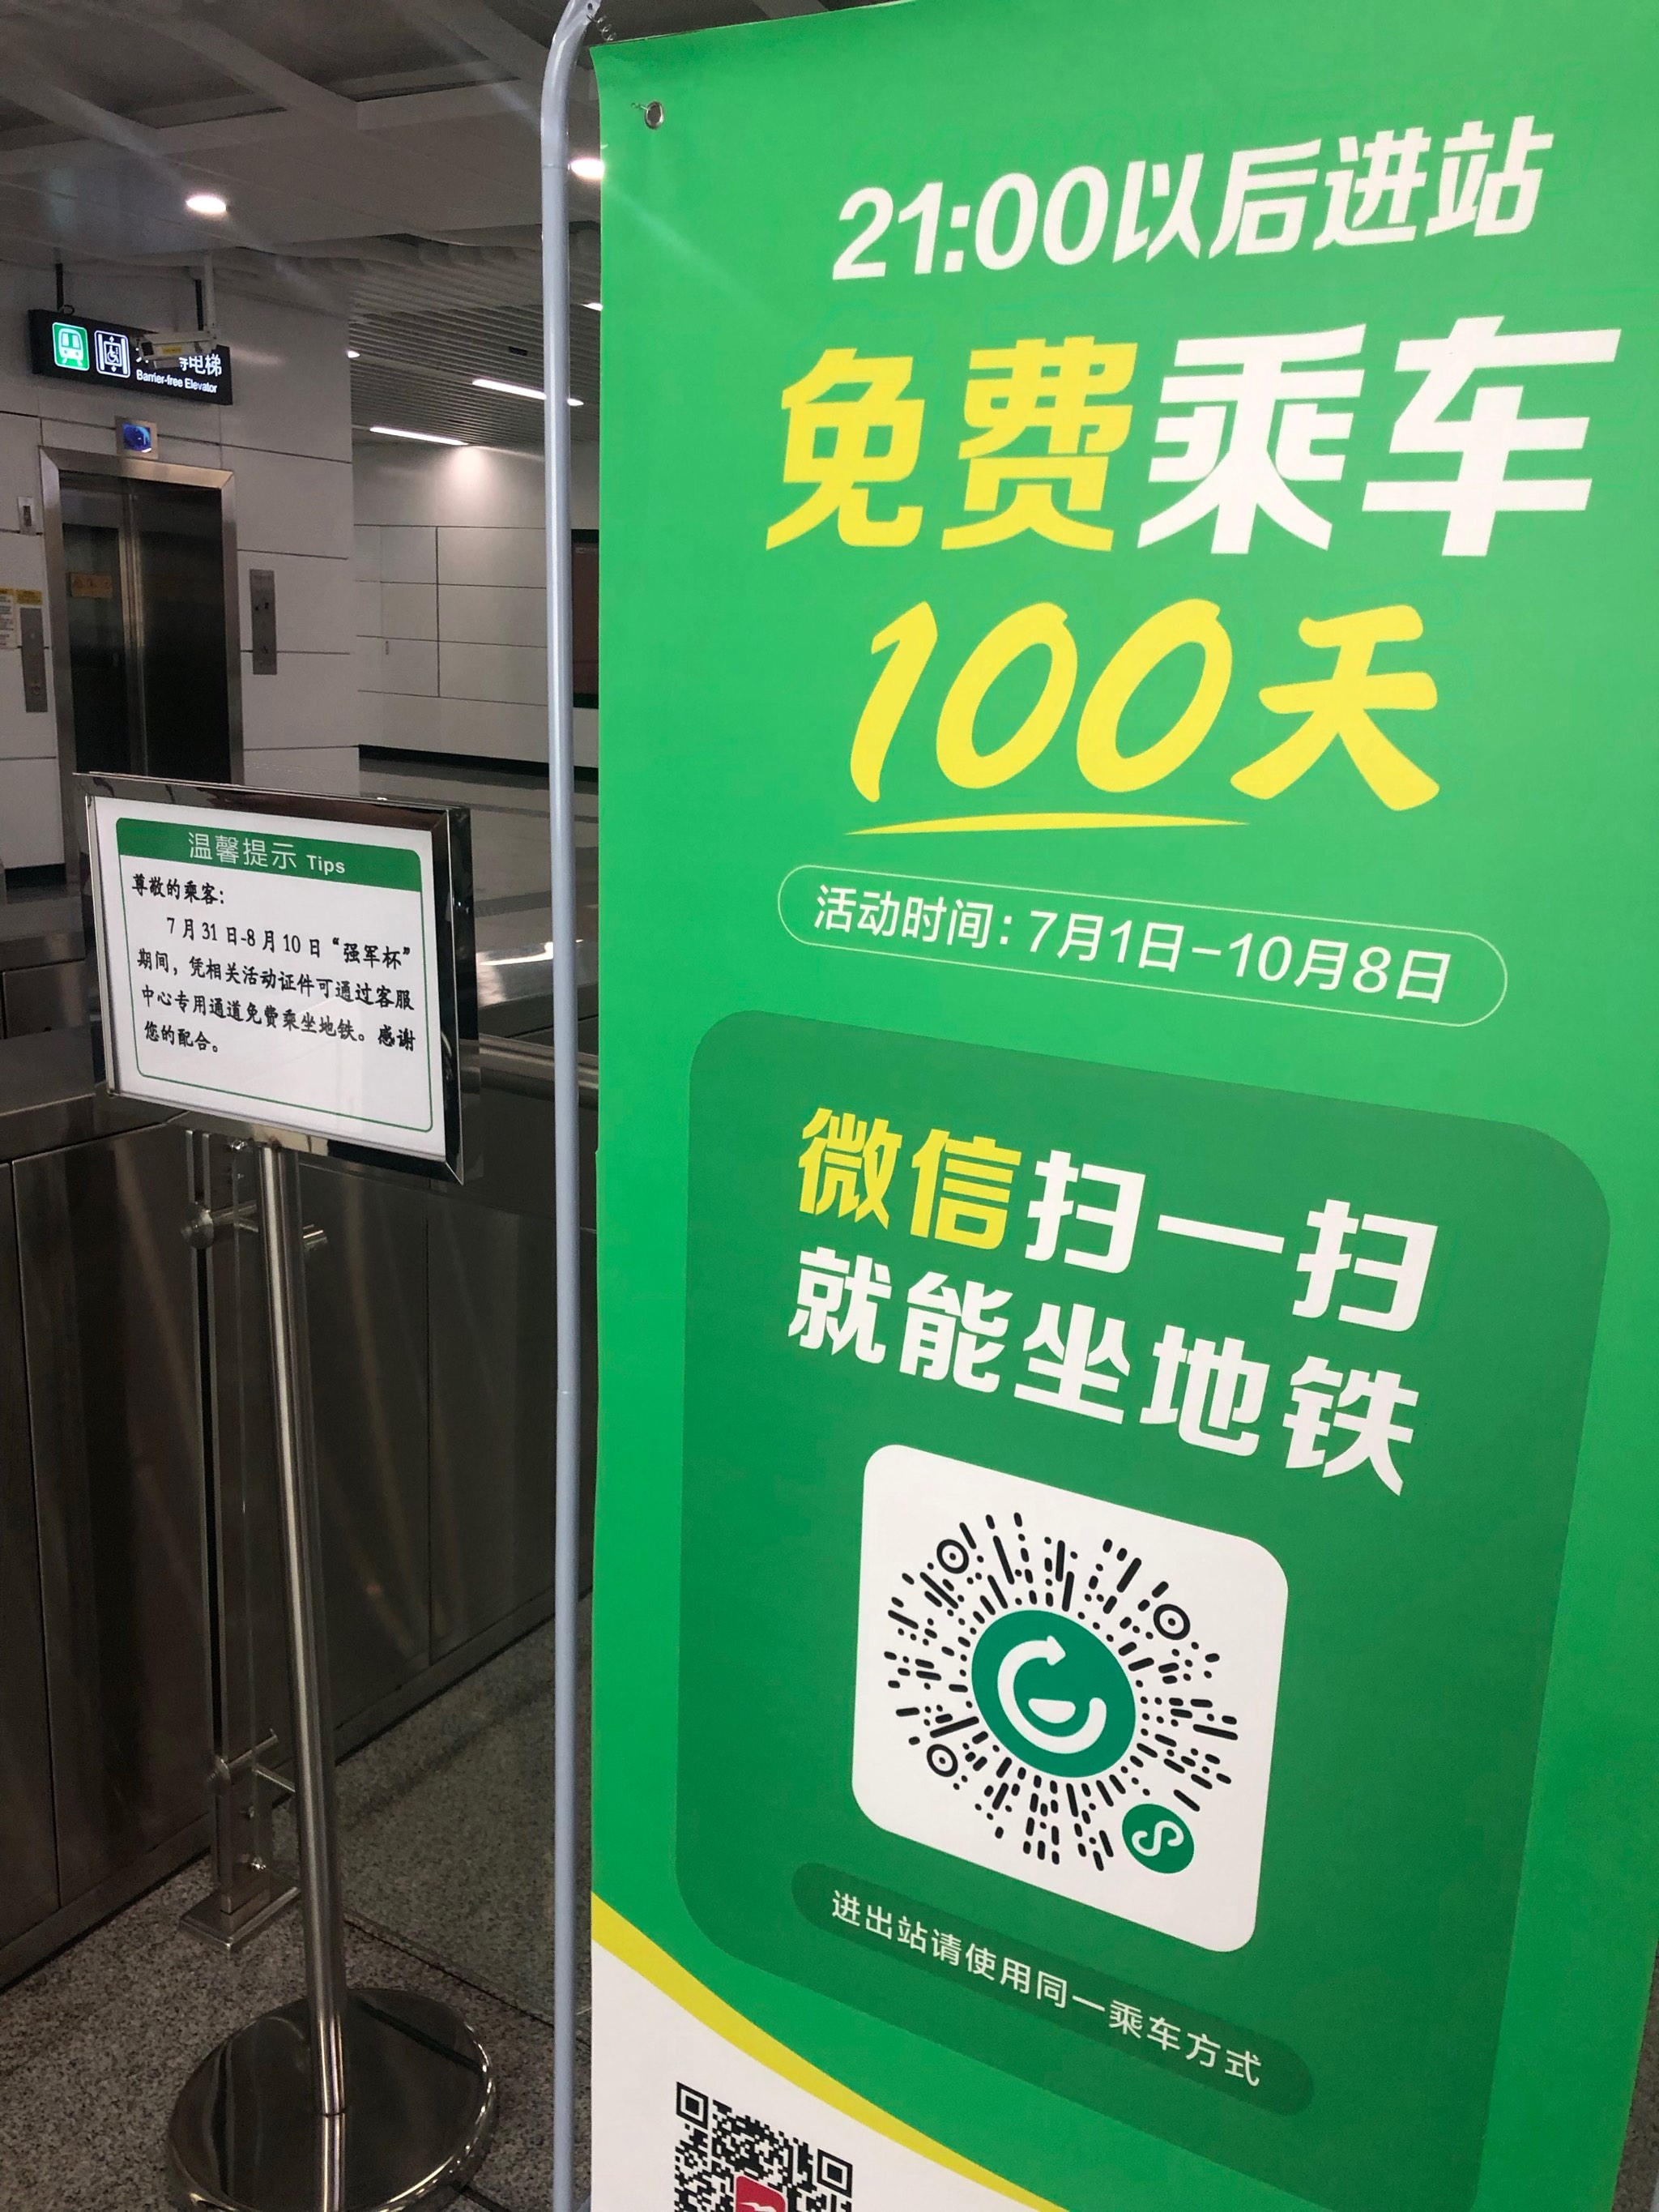 21:00以后进站
免费乘车
100天
活动时间：7月1日-10月8日
微信扫一扫
就能坐地铁
进出站请使用同一乘车方式
电梯
Barrier-free Elevator
温馨提示 Tips
尊敬的乘客：
7月31日-8月10日“强军杯”
期间，凭相关活动证件可通过客服
中心专用通道免费乘坐地铁。感谢
您的配合。